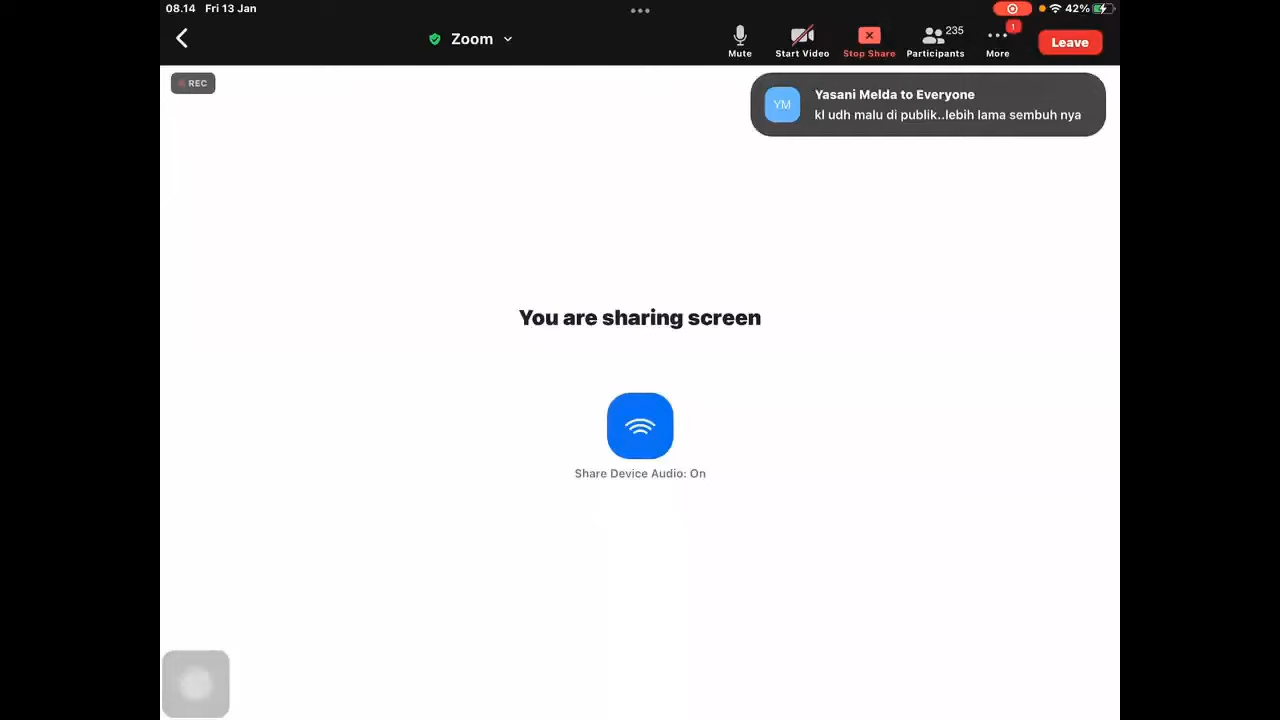 08.14 Fri 13 Jan
42%
Zoom
Mute
Start Video
Stop Share
235
Participants
1
More
Leave
REC
YM
Yasani Melda to Everyone
kl udh malu di publik..lebih lama sembuh nya
You are sharing screen
Share Device Audio: On